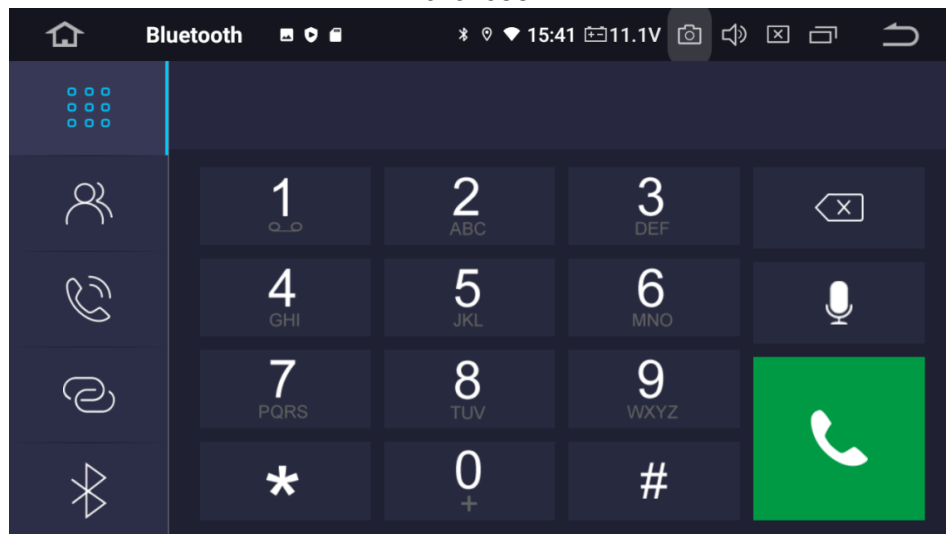 Bluetooth 15:41 11.1V
1 2 3
ABC DEF
4 5 6
GHI JKL MNO
7 8 9
PQRS TUV WXYZ
* 0 #
+